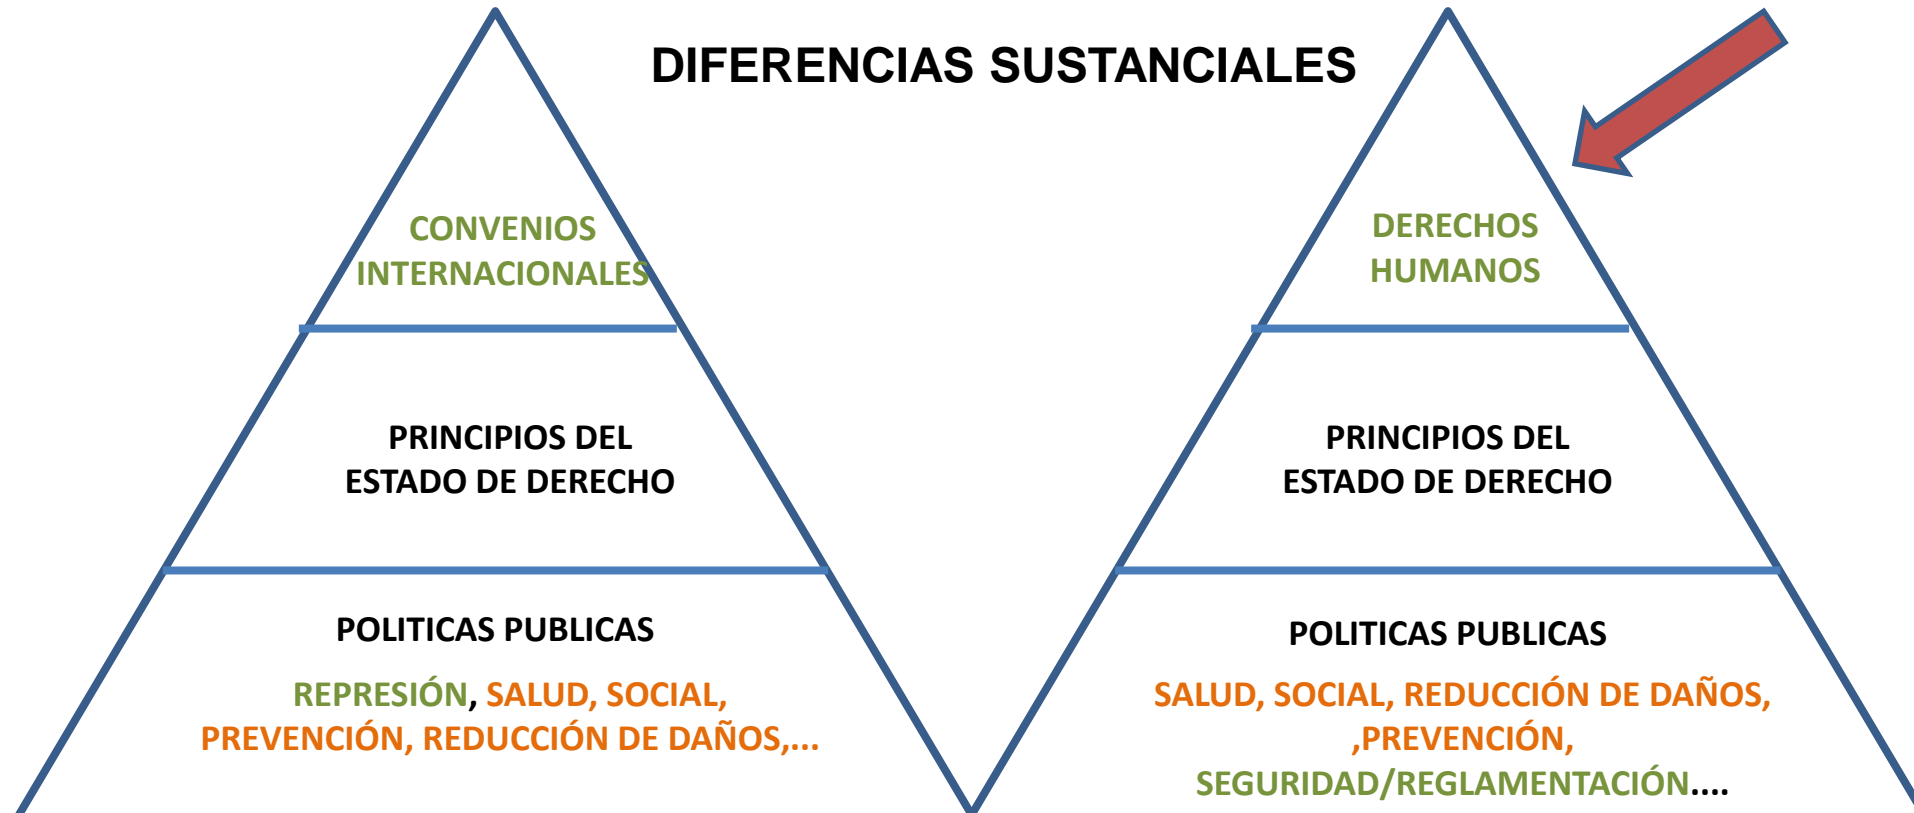 DIFERENCIAS SUSTANCIALES
CONVENIOS
INTERNACIONALES
PRINCIPIOS DEL
ESTADO DE DERECHO
POLITICAS PUBLICAS
REPRESIÓN, SALUD, SOCIAL,
PREVENCIÓN, REDUCCIÓN DE DAÑOS,...
DERECHOS
HUMANOS
PRINCIPIOS DEL
ESTADO DE DERECHO
POLITICAS PUBLICAS
SALUD, SOCIAL, REDUCCIÓN DE DAÑOS,
,PREVENCIÓN,
SEGURIDAD/REGLAMENTACIÓN....